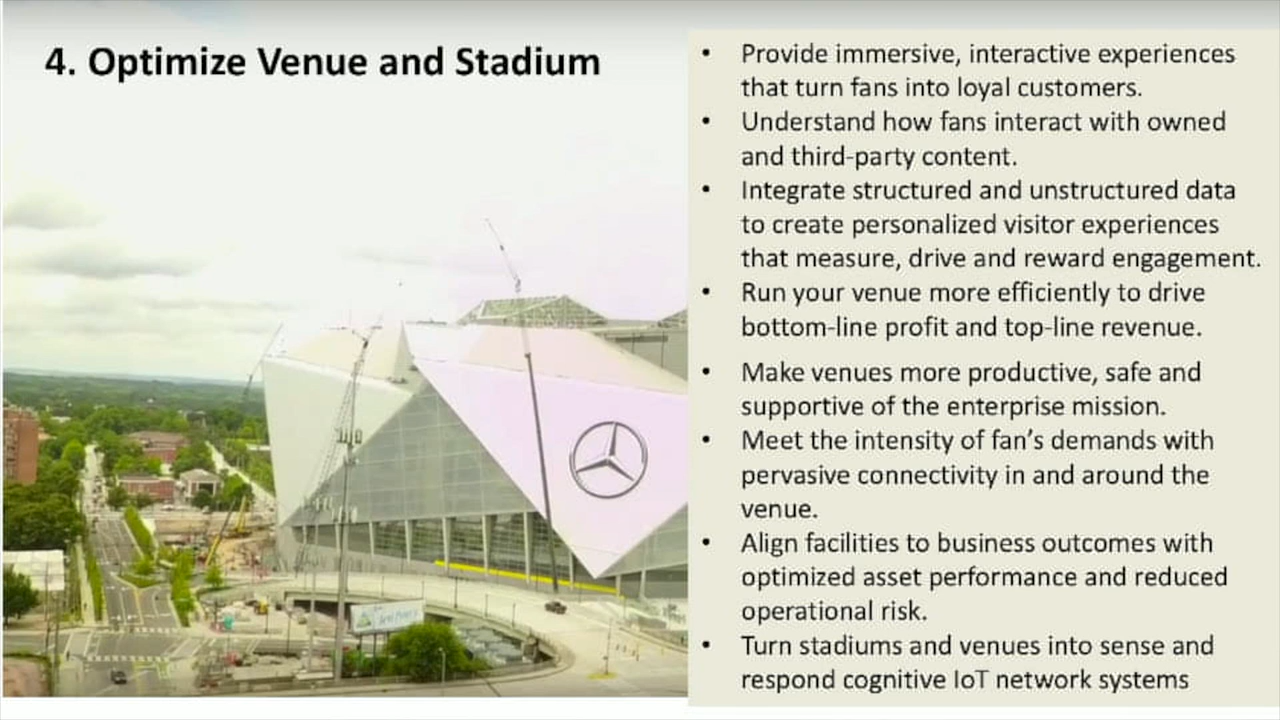 4. Optimize Venue and Stadium
• Provide immersive, interactive experiences
that turn fans into loyal customers.
• Understand how fans interact with owned
and third-party content.
• Integrate structured and unstructured data
to create personalized visitor experiences
that measure, drive and reward engagement.
• Run your venue more efficiently to drive
bottom-line profit and top-line revenue.
• Make venues more productive, safe and
supportive of the enterprise mission.
• Meet the intensity of fan’s demands with
pervasive connectivity in and around the
venue.
• Align facilities to business outcomes with
optimized asset performance and reduced
operational risk.
• Turn stadiums and venues into sense and
respond cognitive IoT network systems